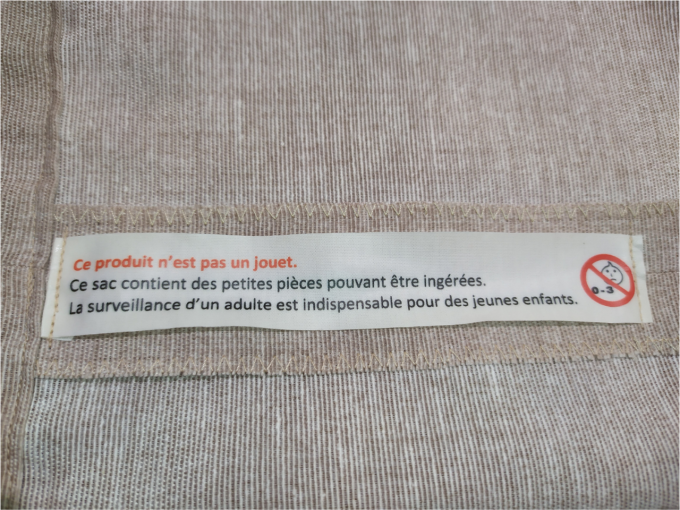 Ce produit n'est pas un jouet.
Ce sac contient des petites pièces pouvant être ingérées.
La surveillance d'un adulte est indispensable pour des jeunes enfants.
0-3